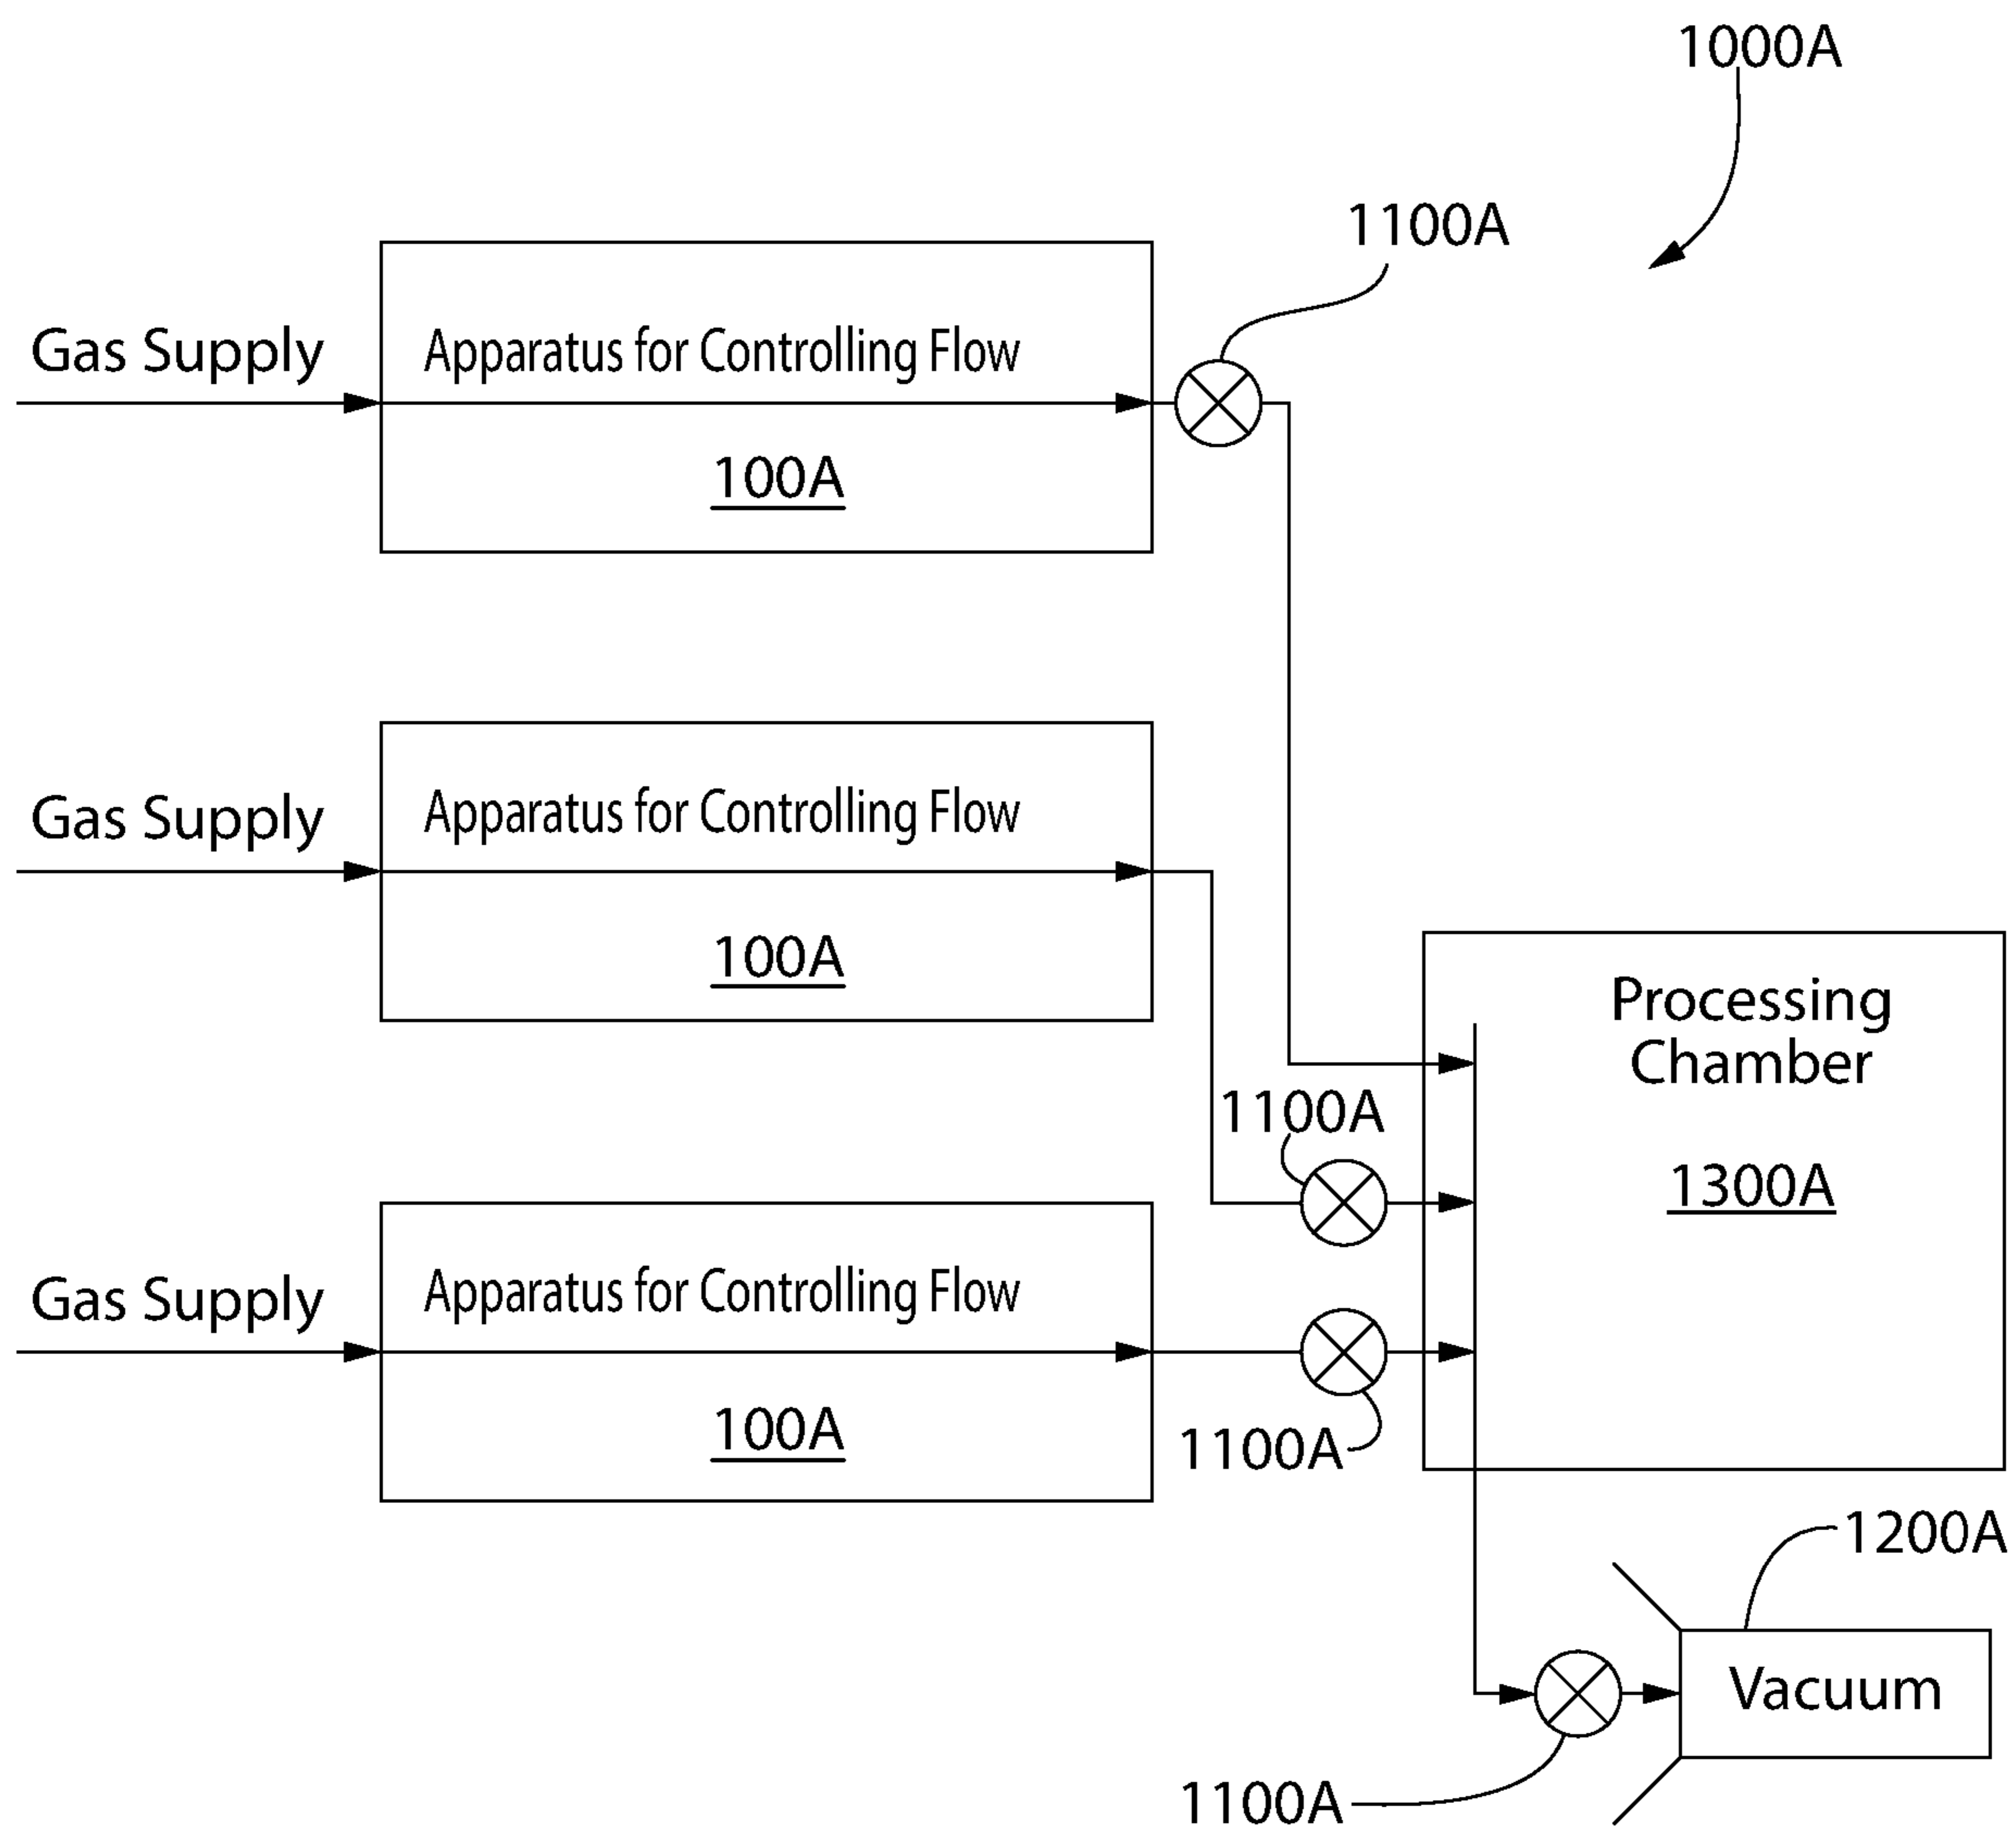 1000A
1100A
Gas Supply
Apparatus for Controlling Flow
100A
Gas Supply
Apparatus for Controlling Flow
100A
Processing
Chamber
1100A
1300A
Gas Supply
Apparatus for Controlling Flow
100A
1100A
1200A
Vacuum
1100A